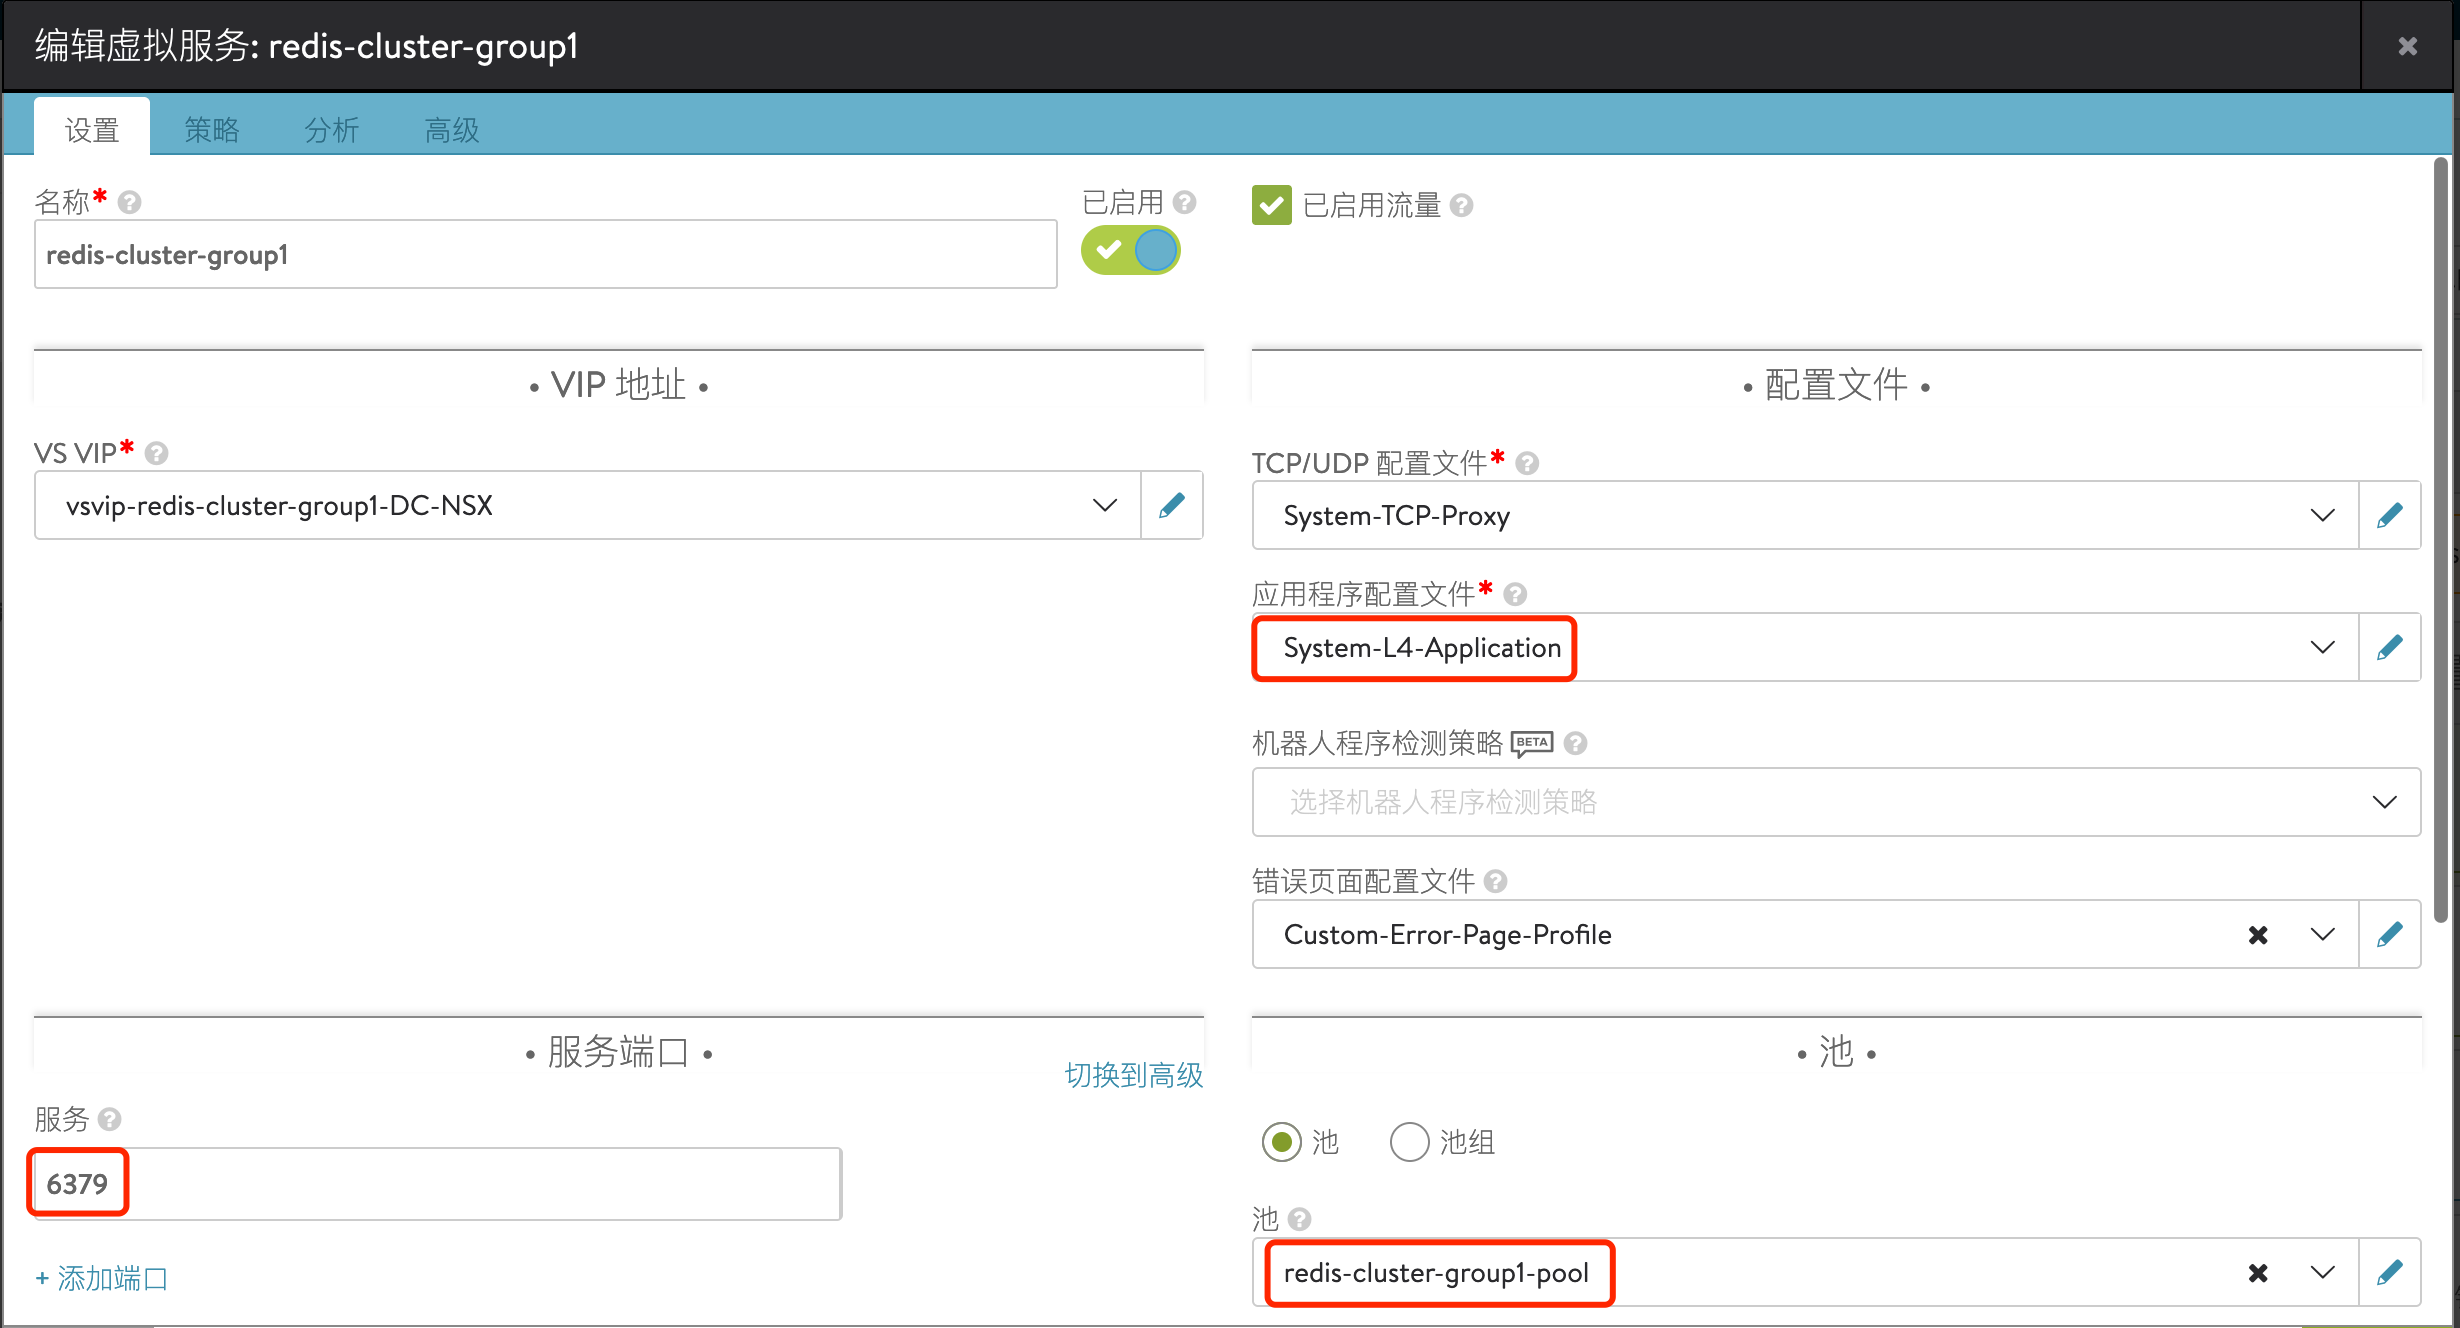 编辑虚拟服务: redis-cluster-group1
设置 策略 分析 高级
名称*
redis-cluster-group1
已启用
已启用流量
• VIP 地址 •
VS VIP*
vsvip-redis-cluster-group1-DC-NSX
• 配置文件 •
TCP/UDP 配置文件*
System-TCP-Proxy
应用程序配置文件*
System-L4-Application
机器人程序检测策略 BETA
选择机器人程序检测策略
错误页面配置文件
Custom-Error-Page-Profile
• 服务端口 •
切换到高级
服务
6379
+ 添加端口
• 池 •
池 池组
池
redis-cluster-group1-pool